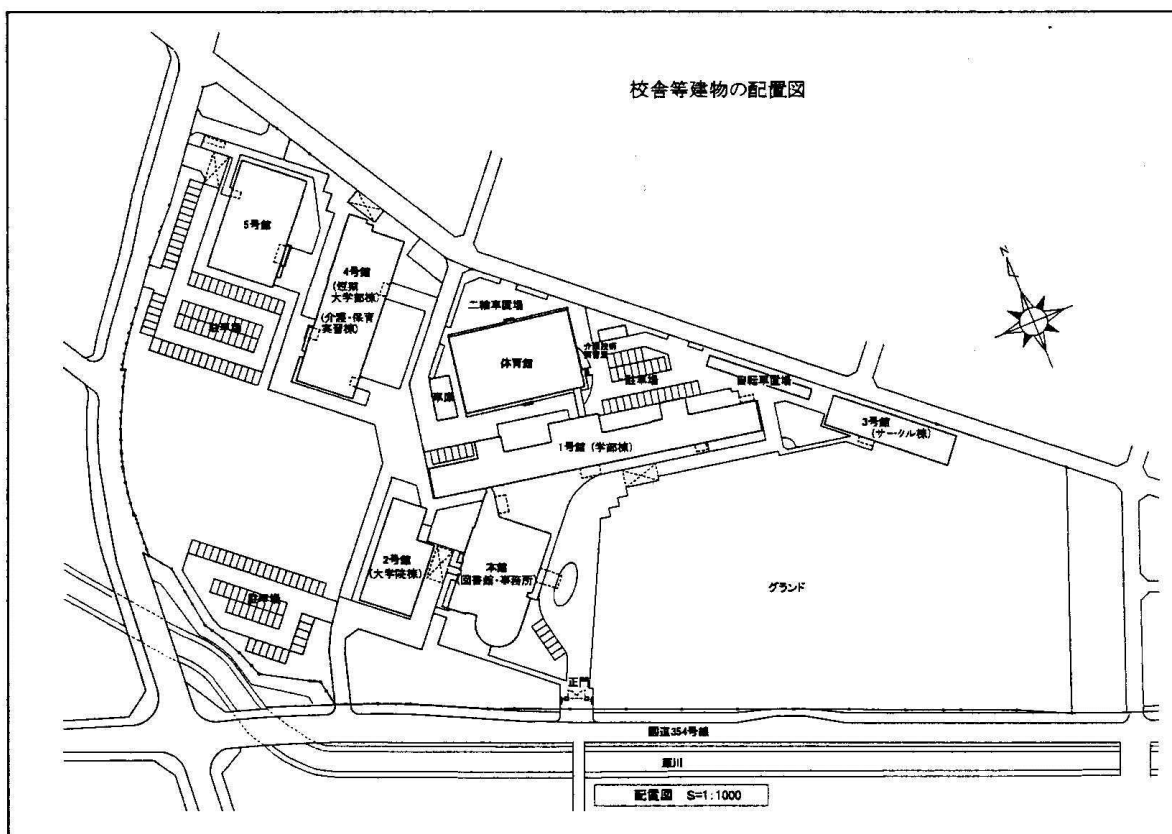 校舎等建物の配置図
N
5号館
4号館
(短期
大学部棟)
(介護・保育
実習棟)
駐車場
二輪車置場
体育館
車庫
駐車場
自転車置場
3号館
(サークル棟)
1号館 (学部棟)
2号館
(大学院棟)
本館
(図書館・事務所)
グランド
駐車場
正門
国道354号線
配置図 S=1:1000